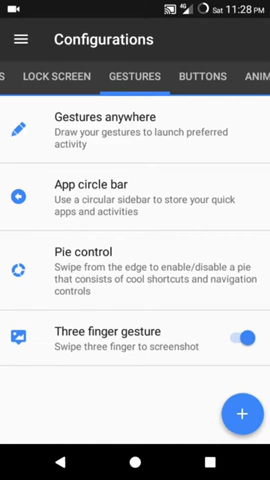 Sat 11:28 PM
Configurations
S LOCK SCREEN GESTURES BUTTONS ANIM
Gestures anywhere
Draw your gestures to launch preferred
activity
App circle bar
Use a circular sidebar to store your quick
apps and activities
Pie control
Swipe from the edge to enable/disable a pie
that consists of cool shortcuts and navigation
controls
Three finger gesture
Swipe three finger to screenshot